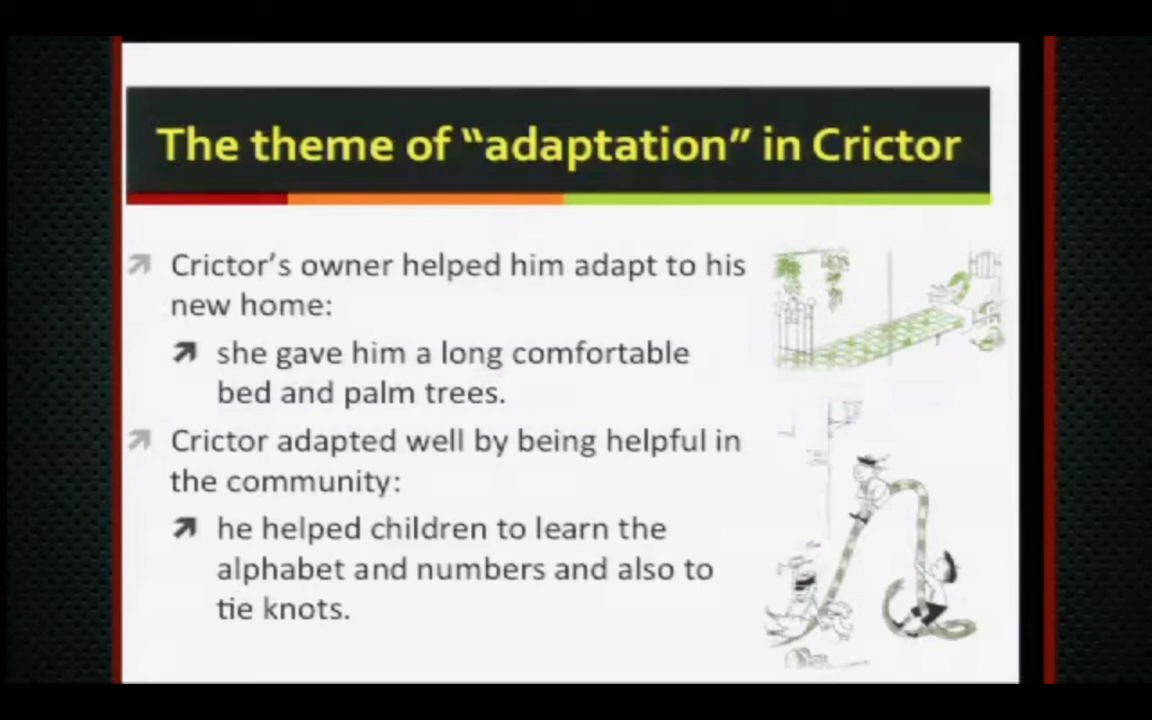 The theme of “adaptation” in Crictor
Crictor’s owner helped him adapt to his
new home:
she gave him a long comfortable
bed and palm trees.
Crictor adapted well by being helpful in
the community:
he helped children to learn the
alphabet and numbers and also to
tie knots.